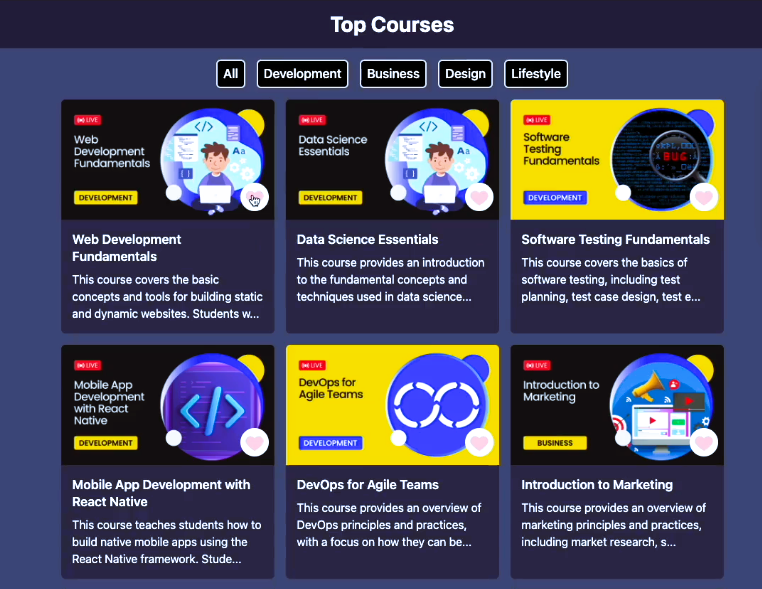 Top Courses
All Development Business Design Lifestyle
LIVE
Web
Development
Fundamentals
Aa
DEVELOPMENT
LIVE
Data Science
Essentials
Aa
DEVELOPMENT
LIVE
Software
Testing
Fundamentals
BUG
DEVELOPMENT
Web Development
Fundamentals
This course covers the basic
concepts and tools for building static
and dynamic websites. Students w...
Data Science Essentials
This course provides an introduction
to the fundamental concepts and
techniques used in data science...
Software Testing Fundamentals
This course covers the basics of
software testing, including test
planning, test case design, test e...
LIVE
Mobile App
Development
with React
Native
</>
DEVELOPMENT
LIVE
DevOps for
Agile Teams
DEVELOPMENT
LIVE
Introduction to
Marketing
BUSINESS
Mobile App Development with
React Native
This course teaches students how to
build native mobile apps using the
React Native framework. Stude...
DevOps for Agile Teams
This course provides an overview of
DevOps principles and practices,
with a focus on how they can be...
Introduction to Marketing
This course provides an overview of
marketing principles and practices,
including market research, s...